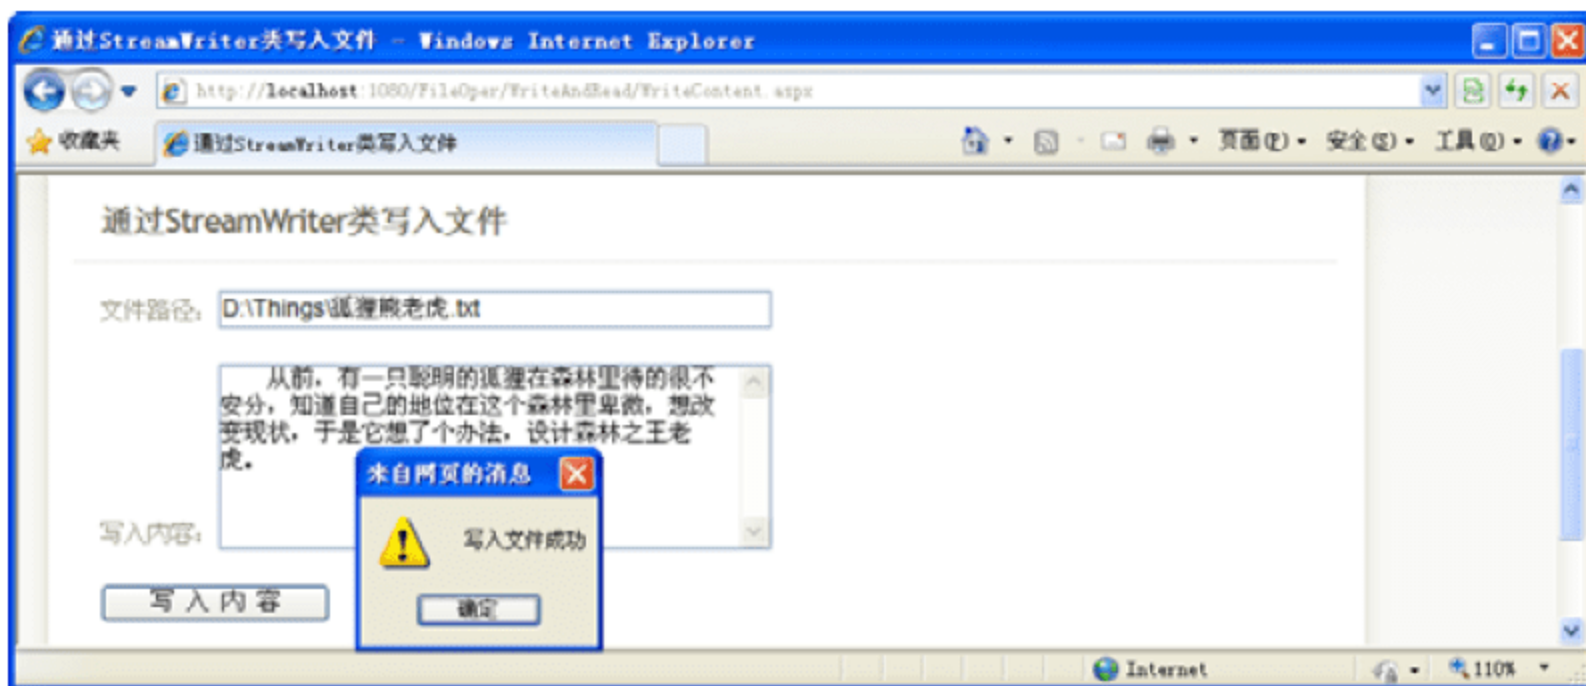 通过StreamWriter类写入文件 - Windows Internet Explorer
http://localhost:1080/FileOper/WriteAndRead/WriteContent.aspx
收藏夹 通过StreamWriter类写入文件 页面(P) 安全(S) 工具(O)
通过StreamWriter类写入文件
文件路径： D:\Things\狐狸熊老虎.txt
从前，有一只聪明的狐狸在森林里待的很不
安分，知道自己的地位在这个森林里卑微，想改
变现状，于是它想了个办法，设计森林之王老
虎。
来自网页的消息
写入内容：
写入文件成功
写入内容
确定
Internet 110%